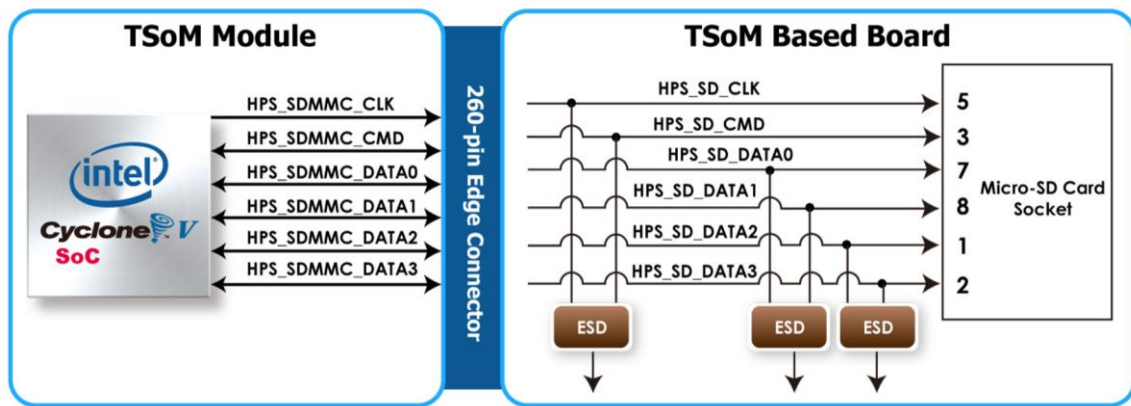 TSoM Module
HPS_SDMMC_CLK
HPS_SDMMC_CMD
HPS_SDMMC_DATA0
HPS_SDMMC_DATA1
HPS_SDMMC_DATA2
HPS_SDMMC_DATA3
intel
Cyclone V
SoC
260-pin Edge Connector
TSoM Based Board
HPS_SD_CLK
HPS_SD_CMD
HPS_SD_DATA0
HPS_SD_DATA1
HPS_SD_DATA2
HPS_SD_DATA3
5
3
7
8
1
2
Micro-SD Card
Socket
ESD
ESD
ESD